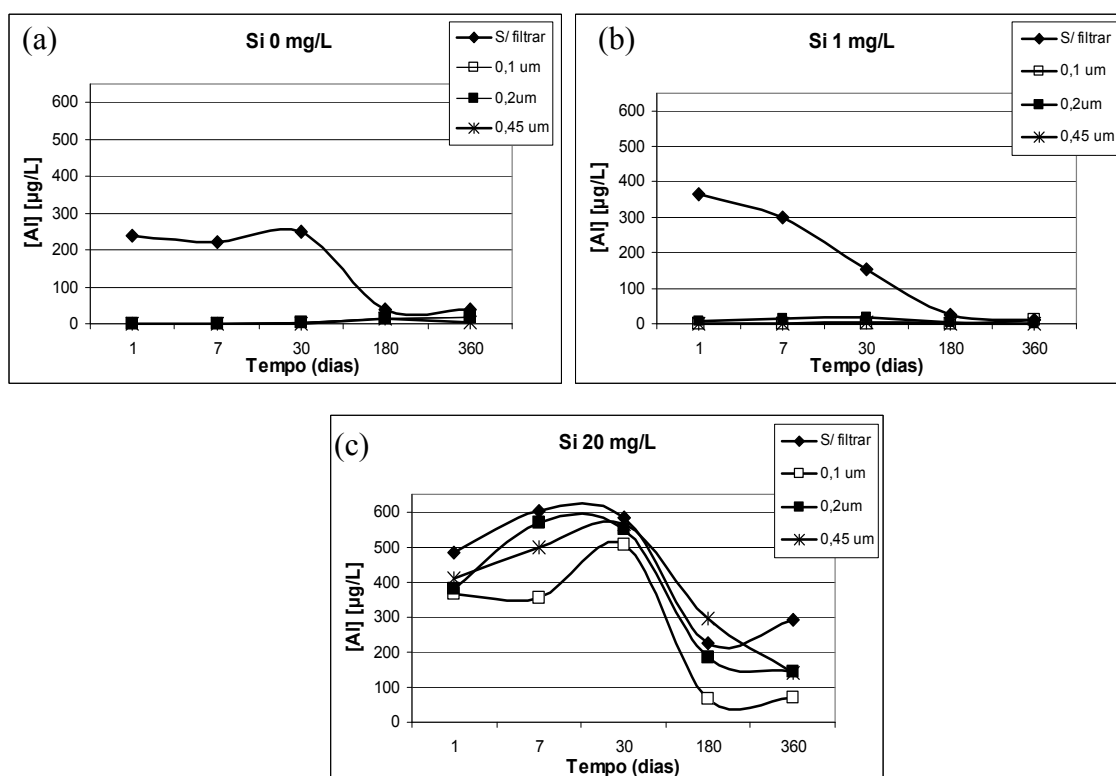 (a)
Si 0 mg/L
S/ filtrar
0,1 um
0,2um
0,45 um
600
500
400
300
200
100
0
[Al] [µg/L]
1 7 30 180 360
Tempo (dias)
(b)
Si 1 mg/L
S/ filtrar
0,1 um
0,2um
0,45 um
600
500
400
300
200
100
0
[Al] [µg/L]
1 7 30 180 360
Tempo (dias)
(c)
Si 20 mg/L
S/ filtrar
0,1 um
0,2um
0,45 um
600
500
400
300
200
100
0
[Al] [µg/L]
1 7 30 180 360
Tempo (dias)